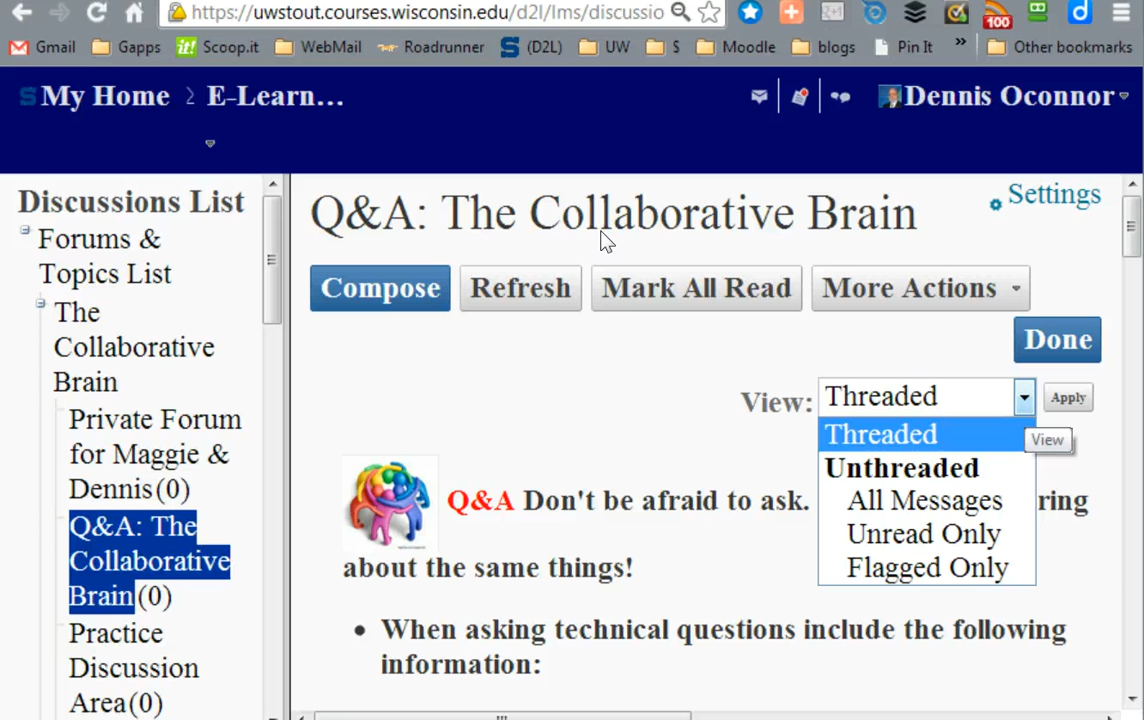 https://uwstout.courses.wisconsin.edu/d2l/lms/discussio
100
Gmail Gapps it! Scoop.it WebMail Roadrunner S (D2L) UW $ Moodle blogs Pin It » Other bookmarks
My Home E-Learn... Dennis Oconnor
Discussions List
Forums &
Topics List
The
Collaborative
Brain
Private Forum
for Maggie &
Dennis(0)
Q&A: The
Collaborative
Brain(0)
Practice
Discussion
Area(0)
Q&A: The Collaborative Brain
Settings
Compose Refresh Mark All Read More Actions
Done
View: Threaded Apply
Threaded
View
Unthreaded
All Messages
Unread Only
Flagged Only
Q&A Don't be afraid to ask. ring
about the same things!
• When asking technical questions include the following
information: